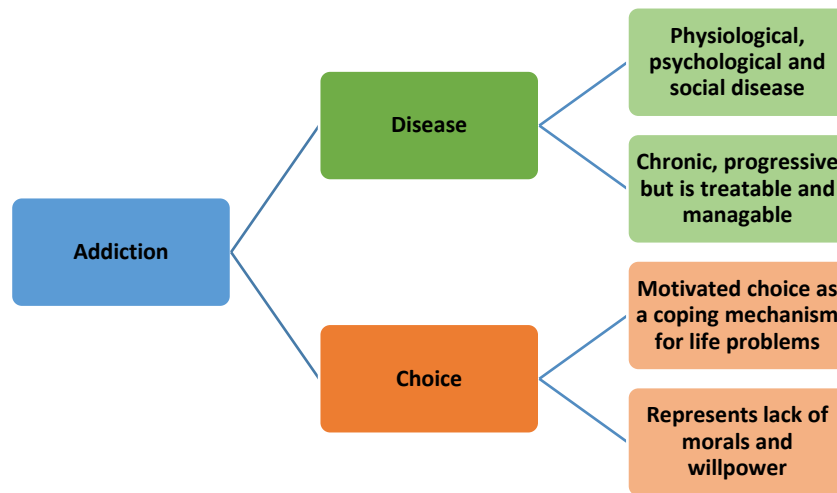 Addiction
Disease
Physiological,
psychological and
social disease
Chronic, progressive
but is treatable and
managable
Choice
Motivated choice as
a coping mechanism
for life problems
Represents lack of
morals and
willpower